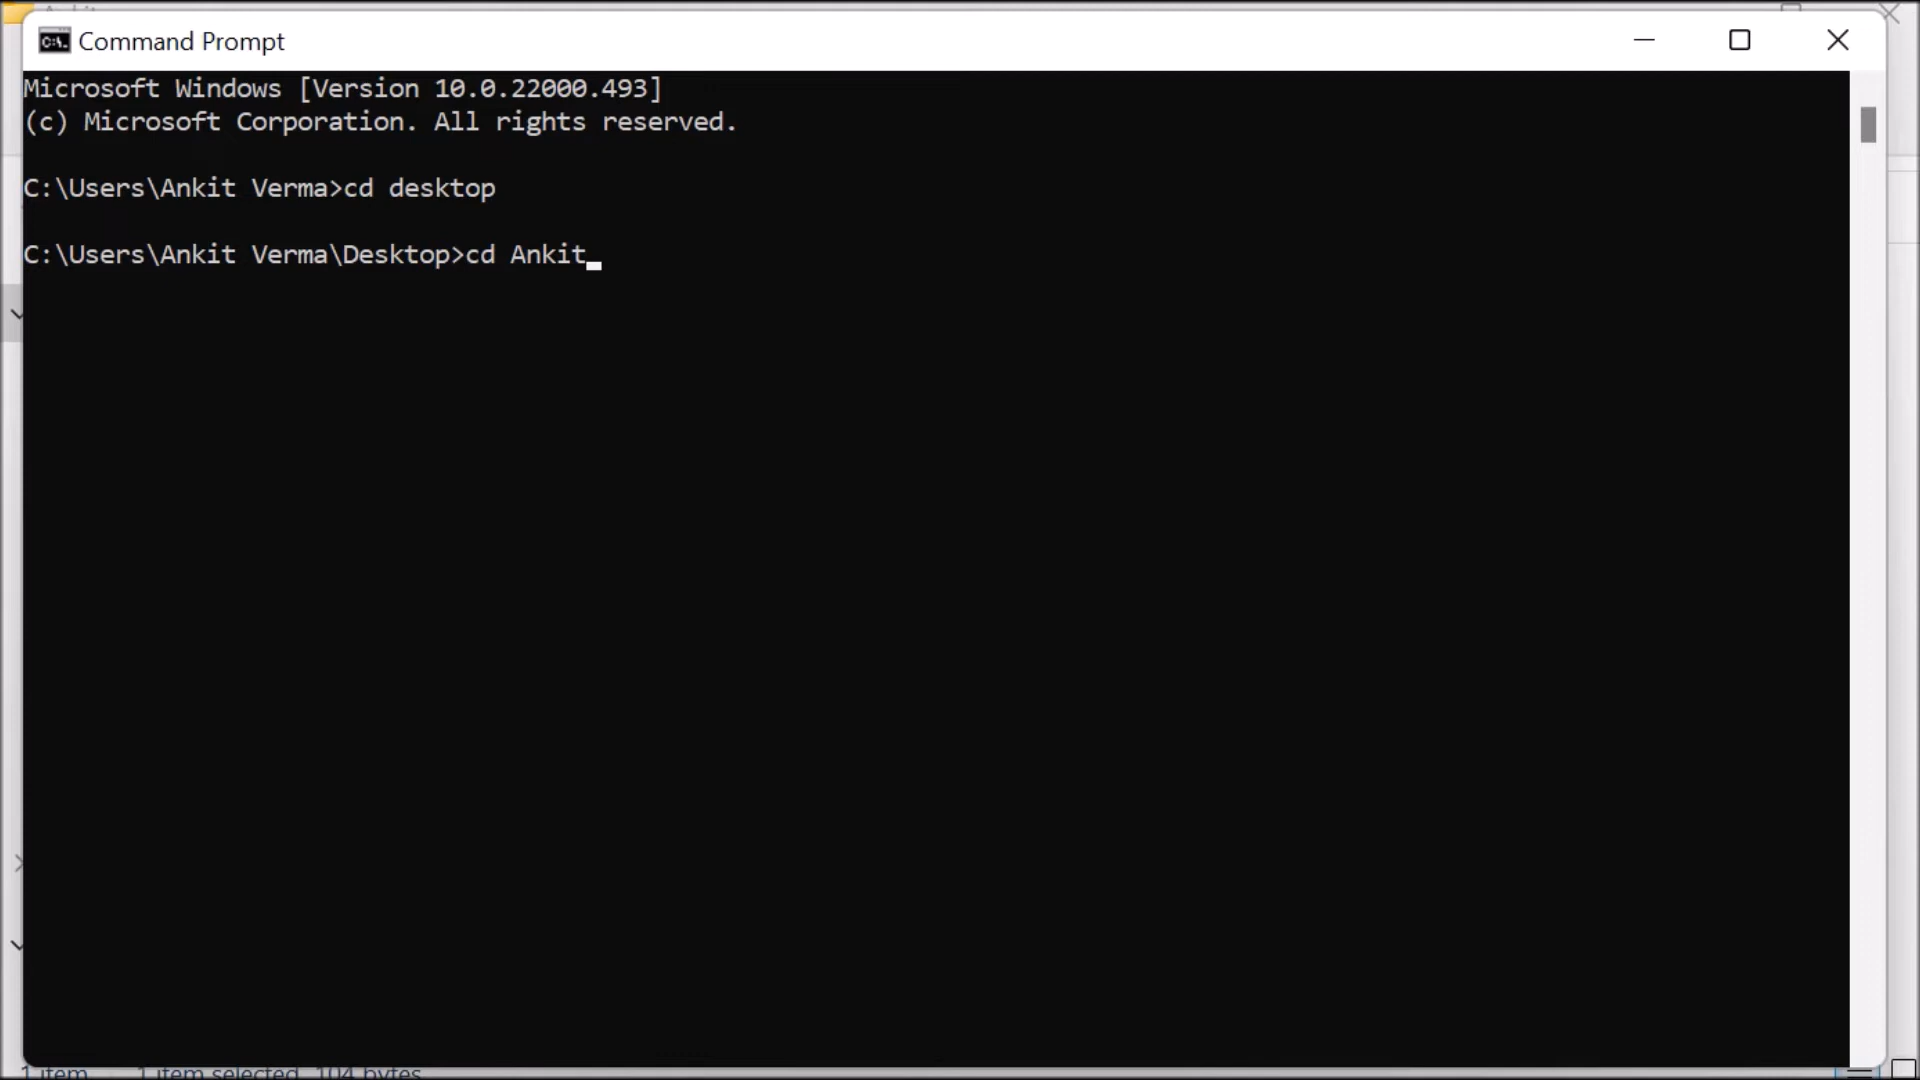 Command Prompt
Microsoft Windows [Version 10.0.22000.493]
(c) Microsoft Corporation. All rights reserved.
C:\Users\Ankit Verma>cd desktop
C:\Users\Ankit Verma\Desktop>cd Ankit
1 item 1 item selected 104 bytes